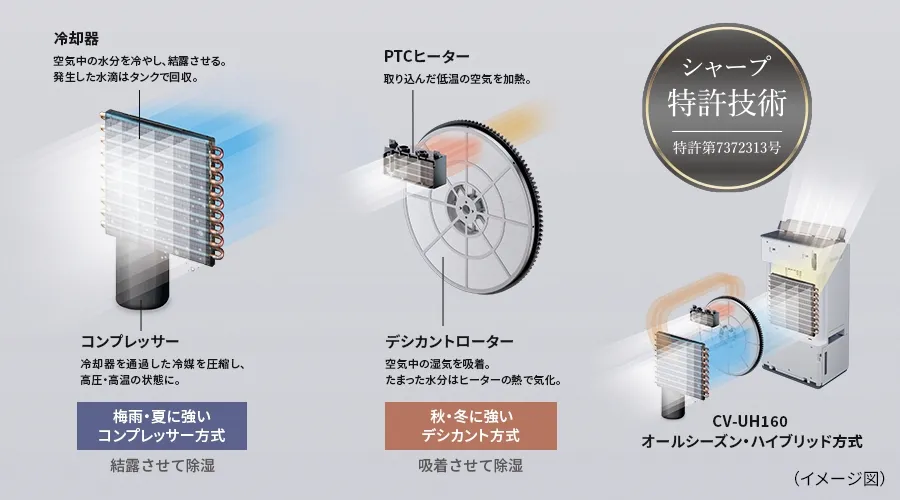 冷却器
空気中の水分を冷やし、結露させる。
発生した水滴はタンクで回収。
コンプレッサー
冷却器を通過した冷媒を圧縮し、
高圧・高温の状態に。
梅雨・夏に強い
コンプレッサー方式
結露させて除湿
PTCヒーター
取り込んだ低温の空気を加熱。
デシカントローター
空気中の湿気を吸着。
たまった水分はヒーターの熱で気化。
秋・冬に強い
デシカント方式
吸着させて除湿
シャープ
特許技術
特許第7372313号
CV-UH160
オールシーズン・ハイブリッド方式
（イメージ図）